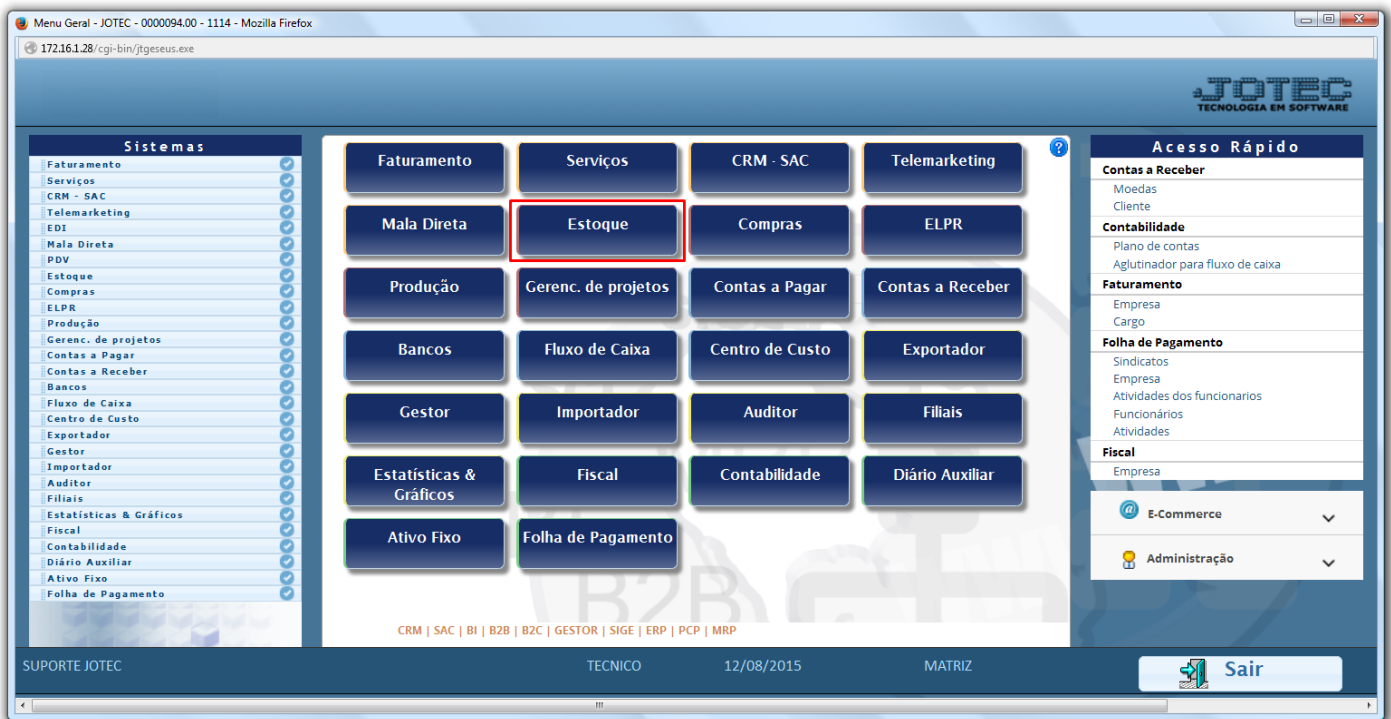 Menu Geral - JOTEC - 0000094.00 - 1114 - Mozilla Firefox
172.16.1.28/cgi-bin/jtgeseus.exe
JOTEC
TECNOLOGIA EM SOFTWARE
Sistemas
Faturamento
Serviços
CRM - SAC
Telemarketing
EDI
Mala Direta
PDV
Estoque
Compras
ELPR
Produção
Gerenc. de projetos
Contas a Pagar
Contas a Receber
Bancos
Fluxo de Caixa
Centro de Custo
Exportador
Gestor
Importador
Auditor
Filiais
Estatísticas & Gráficos
Fiscal
Contabilidade
Diário Auxiliar
Ativo Fixo
Folha de Pagamento
Faturamento
Serviços
CRM - SAC
Telemarketing
Mala Direta
Estoque
Compras
ELPR
Produção
Gerenc. de projetos
Contas a Pagar
Contas a Receber
Bancos
Fluxo de Caixa
Centro de Custo
Exportador
Gestor
Importador
Auditor
Filiais
Estatísticas &
Gráficos
Fiscal
Contabilidade
Diário Auxiliar
Ativo Fixo
Folha de Pagamento
B2B
CRM | SAC | BI | B2B | B2C | GESTOR | SIGE | ERP | PCP | MRP
?
Acesso Rápido
Contas a Receber
Moedas
Cliente
Contabilidade
Plano de contas
Aglutinador para fluxo de caixa
Faturamento
Empresa
Cargo
Folha de Pagamento
Sindicatos
Empresa
Atividades dos funcionarios
Funcionários
Atividades
Fiscal
Empresa
@ E-Commerce
Administração
SUPORTE JOTEC
TECNICO
12/08/2015
MATRIZ
Sair